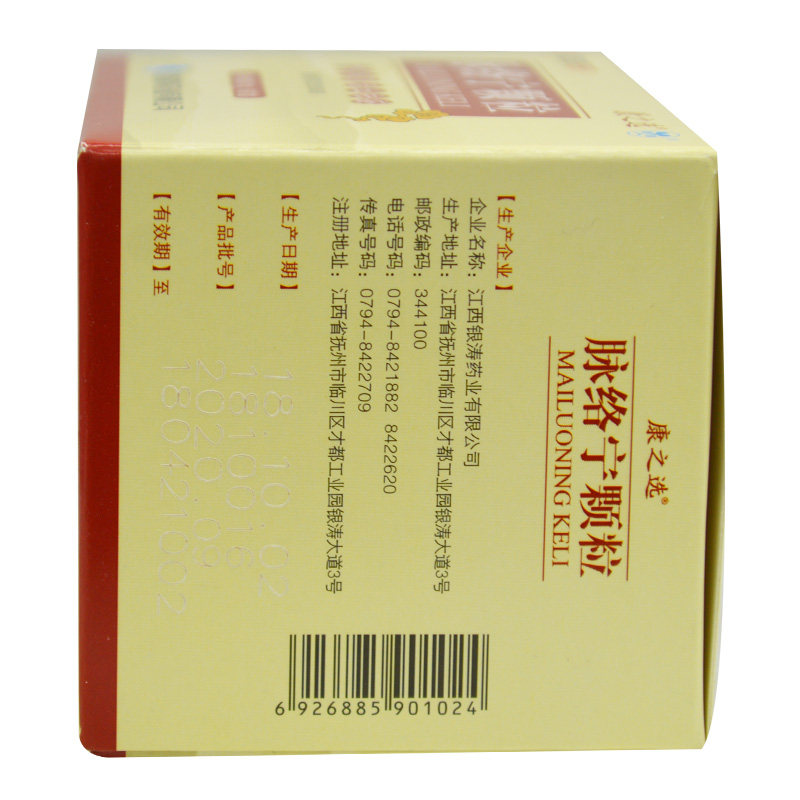 康之选®
脉络宁颗粒
MAILUONING KELI
【生产企业】
企业名称：江西银涛药业有限公司
生产地址：江西省抚州市临川区才都工业园银涛大道3号
邮政编码：344100
电话号码：0794-8421882 8422620
传真号码：0794-8422709
注册地址：江西省抚州市临川区才都工业园银涛大道3号
【生产日期】
18.10.02
【产品批号】
1810016
【有效期】至
2020.09
180421002
6 926885 901024